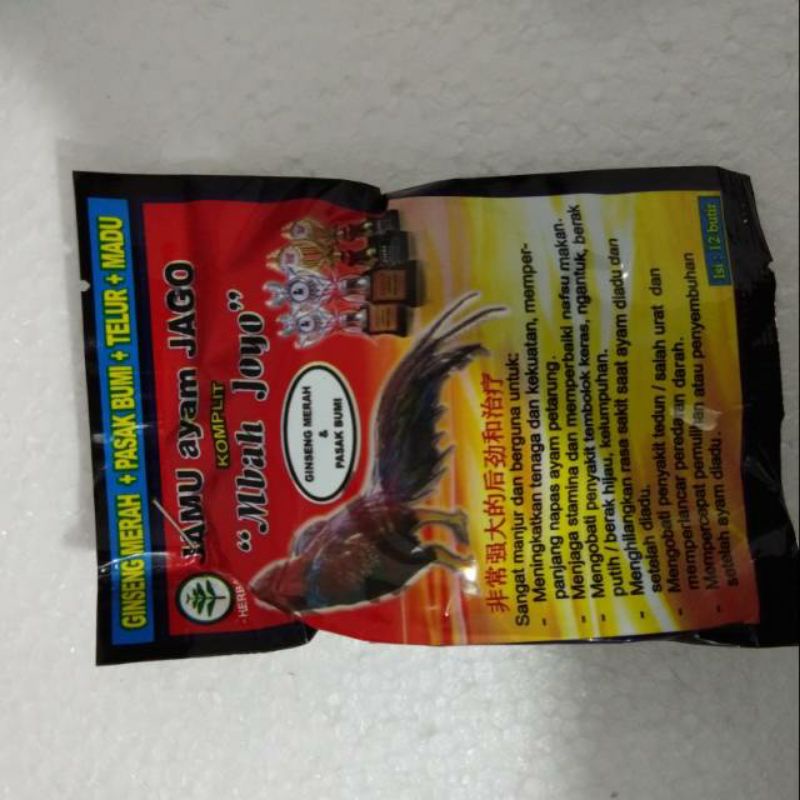 GINSENG MERAH + PASAK BUMI + TELUR + MADU
JAMU ayam JAGO
KOMPLIT
"Mbah Joyo"
HERBA
GINSENG MERAH
&
PASAK BUMI
非常强大的后劲和治疗
Sangat manjur dan berguna untuk:
- Meningkatkan tenaga dan kekuatan, memper-
panjang napas ayam petarung.
- Menjaga stamina dan memperbaiki nafsu makan.
- Mengobati penyakit tembolok keras, ngantuk, berak
putih / berak hijau, kelumpuhan.
- Menghilangkan rasa sakit saat ayam diadu dan
setelah diadu.
- Mengobati penyakit tedun / salah urat dan
memperlancar peredaran darah.
- Mempercapat pemulihan atau penyembuhan
setelah ayam diadu.
Isi : 12 butir